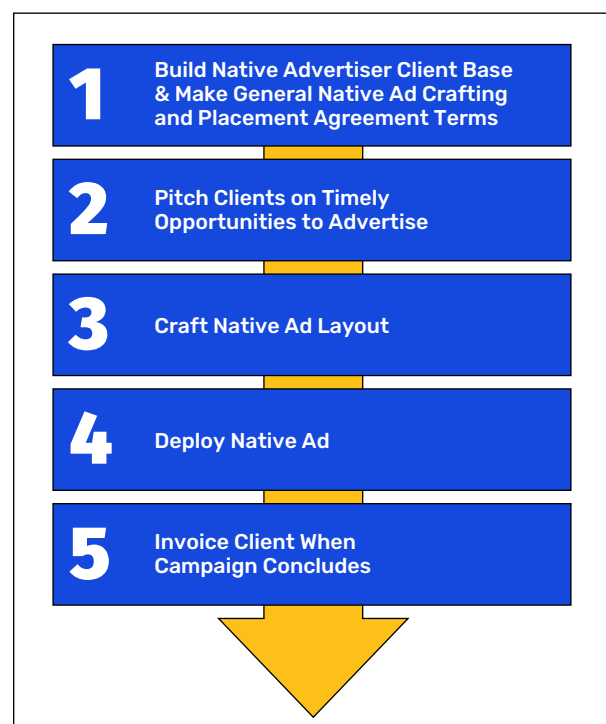 1
Build Native Advertiser Client Base
& Make General Native Ad Crafting
and Placement Agreement Terms
2
Pitch Clients on Timely
Opportunities to Advertise
3
Craft Native Ad Layout
4
Deploy Native Ad
5
Invoice Client When
Campaign Concludes